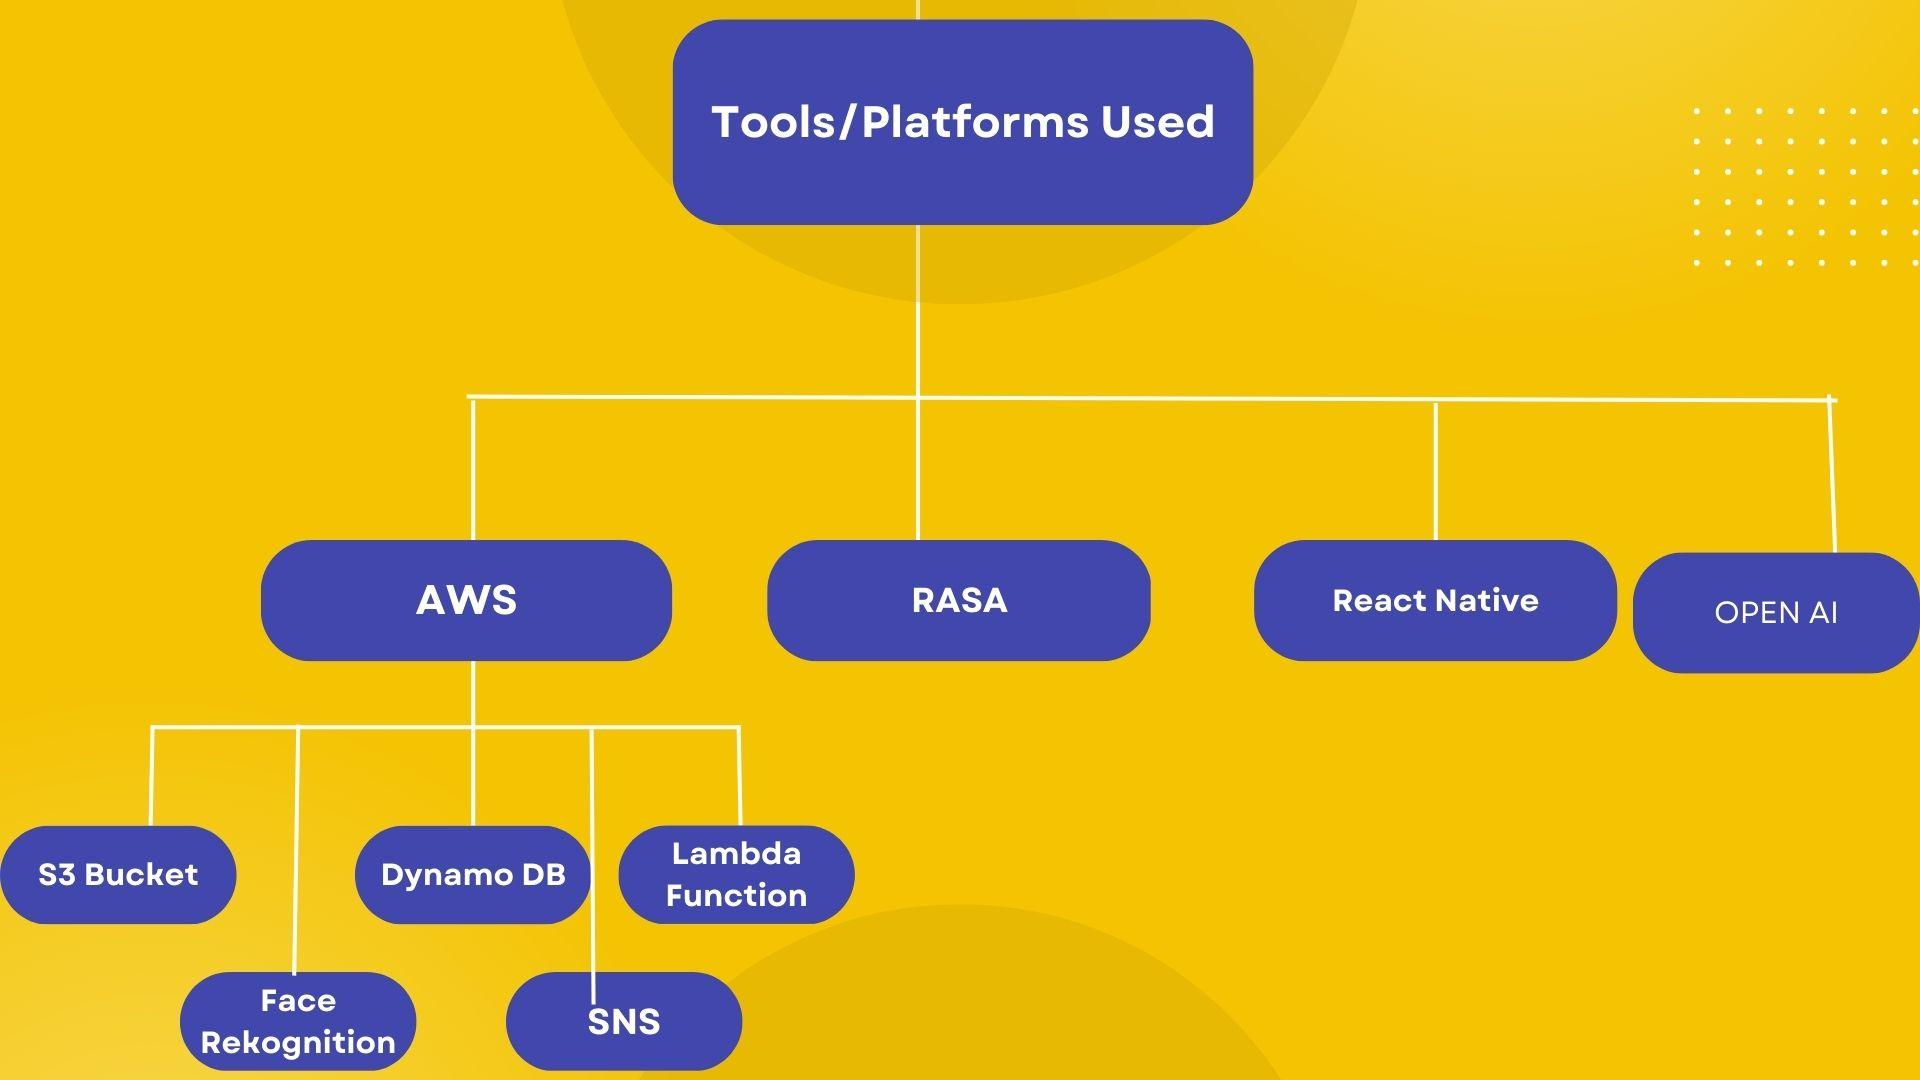 Tools/Platforms Used
AWS
RASA
React Native
OPEN AI
S3 Bucket
Dynamo DB
Lambda
Function
Face
Rekognition
SNS